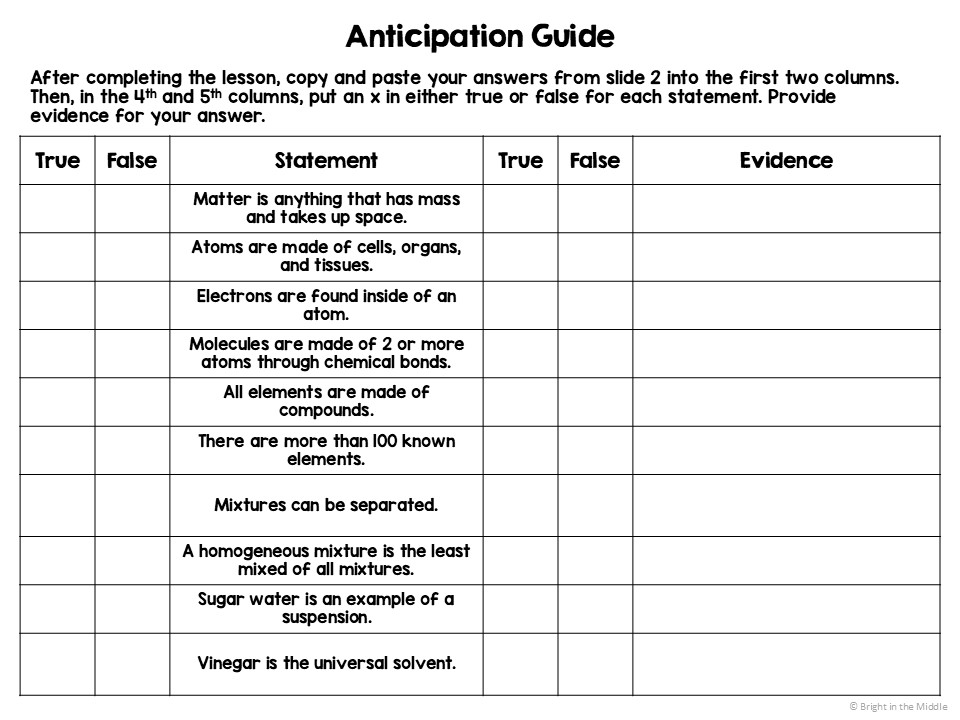 Anticipation Guide
After completing the lesson, copy and paste your answers from slide 2 into the first two columns.
Then, in the 4th and 5th columns, put an x in either true or false for each statement. Provide
evidence for your answer.
True False Statement True False Evidence
Matter is anything that has mass
and takes up space.
Atoms are made of cells, organs,
and tissues.
Electrons are found inside of an
atom.
Molecules are made of 2 or more
atoms through chemical bonds.
All elements are made of
compounds.
There are more than 100 known
elements.
Mixtures can be separated.
A homogeneous mixture is the least
mixed of all mixtures.
Sugar water is an example of a
suspension.
Vinegar is the universal solvent.
© Bright in the Middle